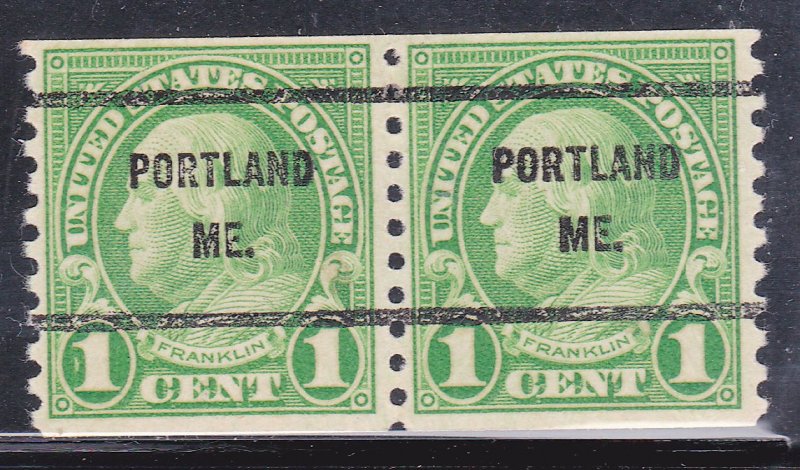 UNITED STATES POSTAGE
PORTLAND
ME.
FRANKLIN
1 CENT 1
UNITED STATES POSTAGE
PORTLAND
ME.
FRANKLIN
1 CENT 1